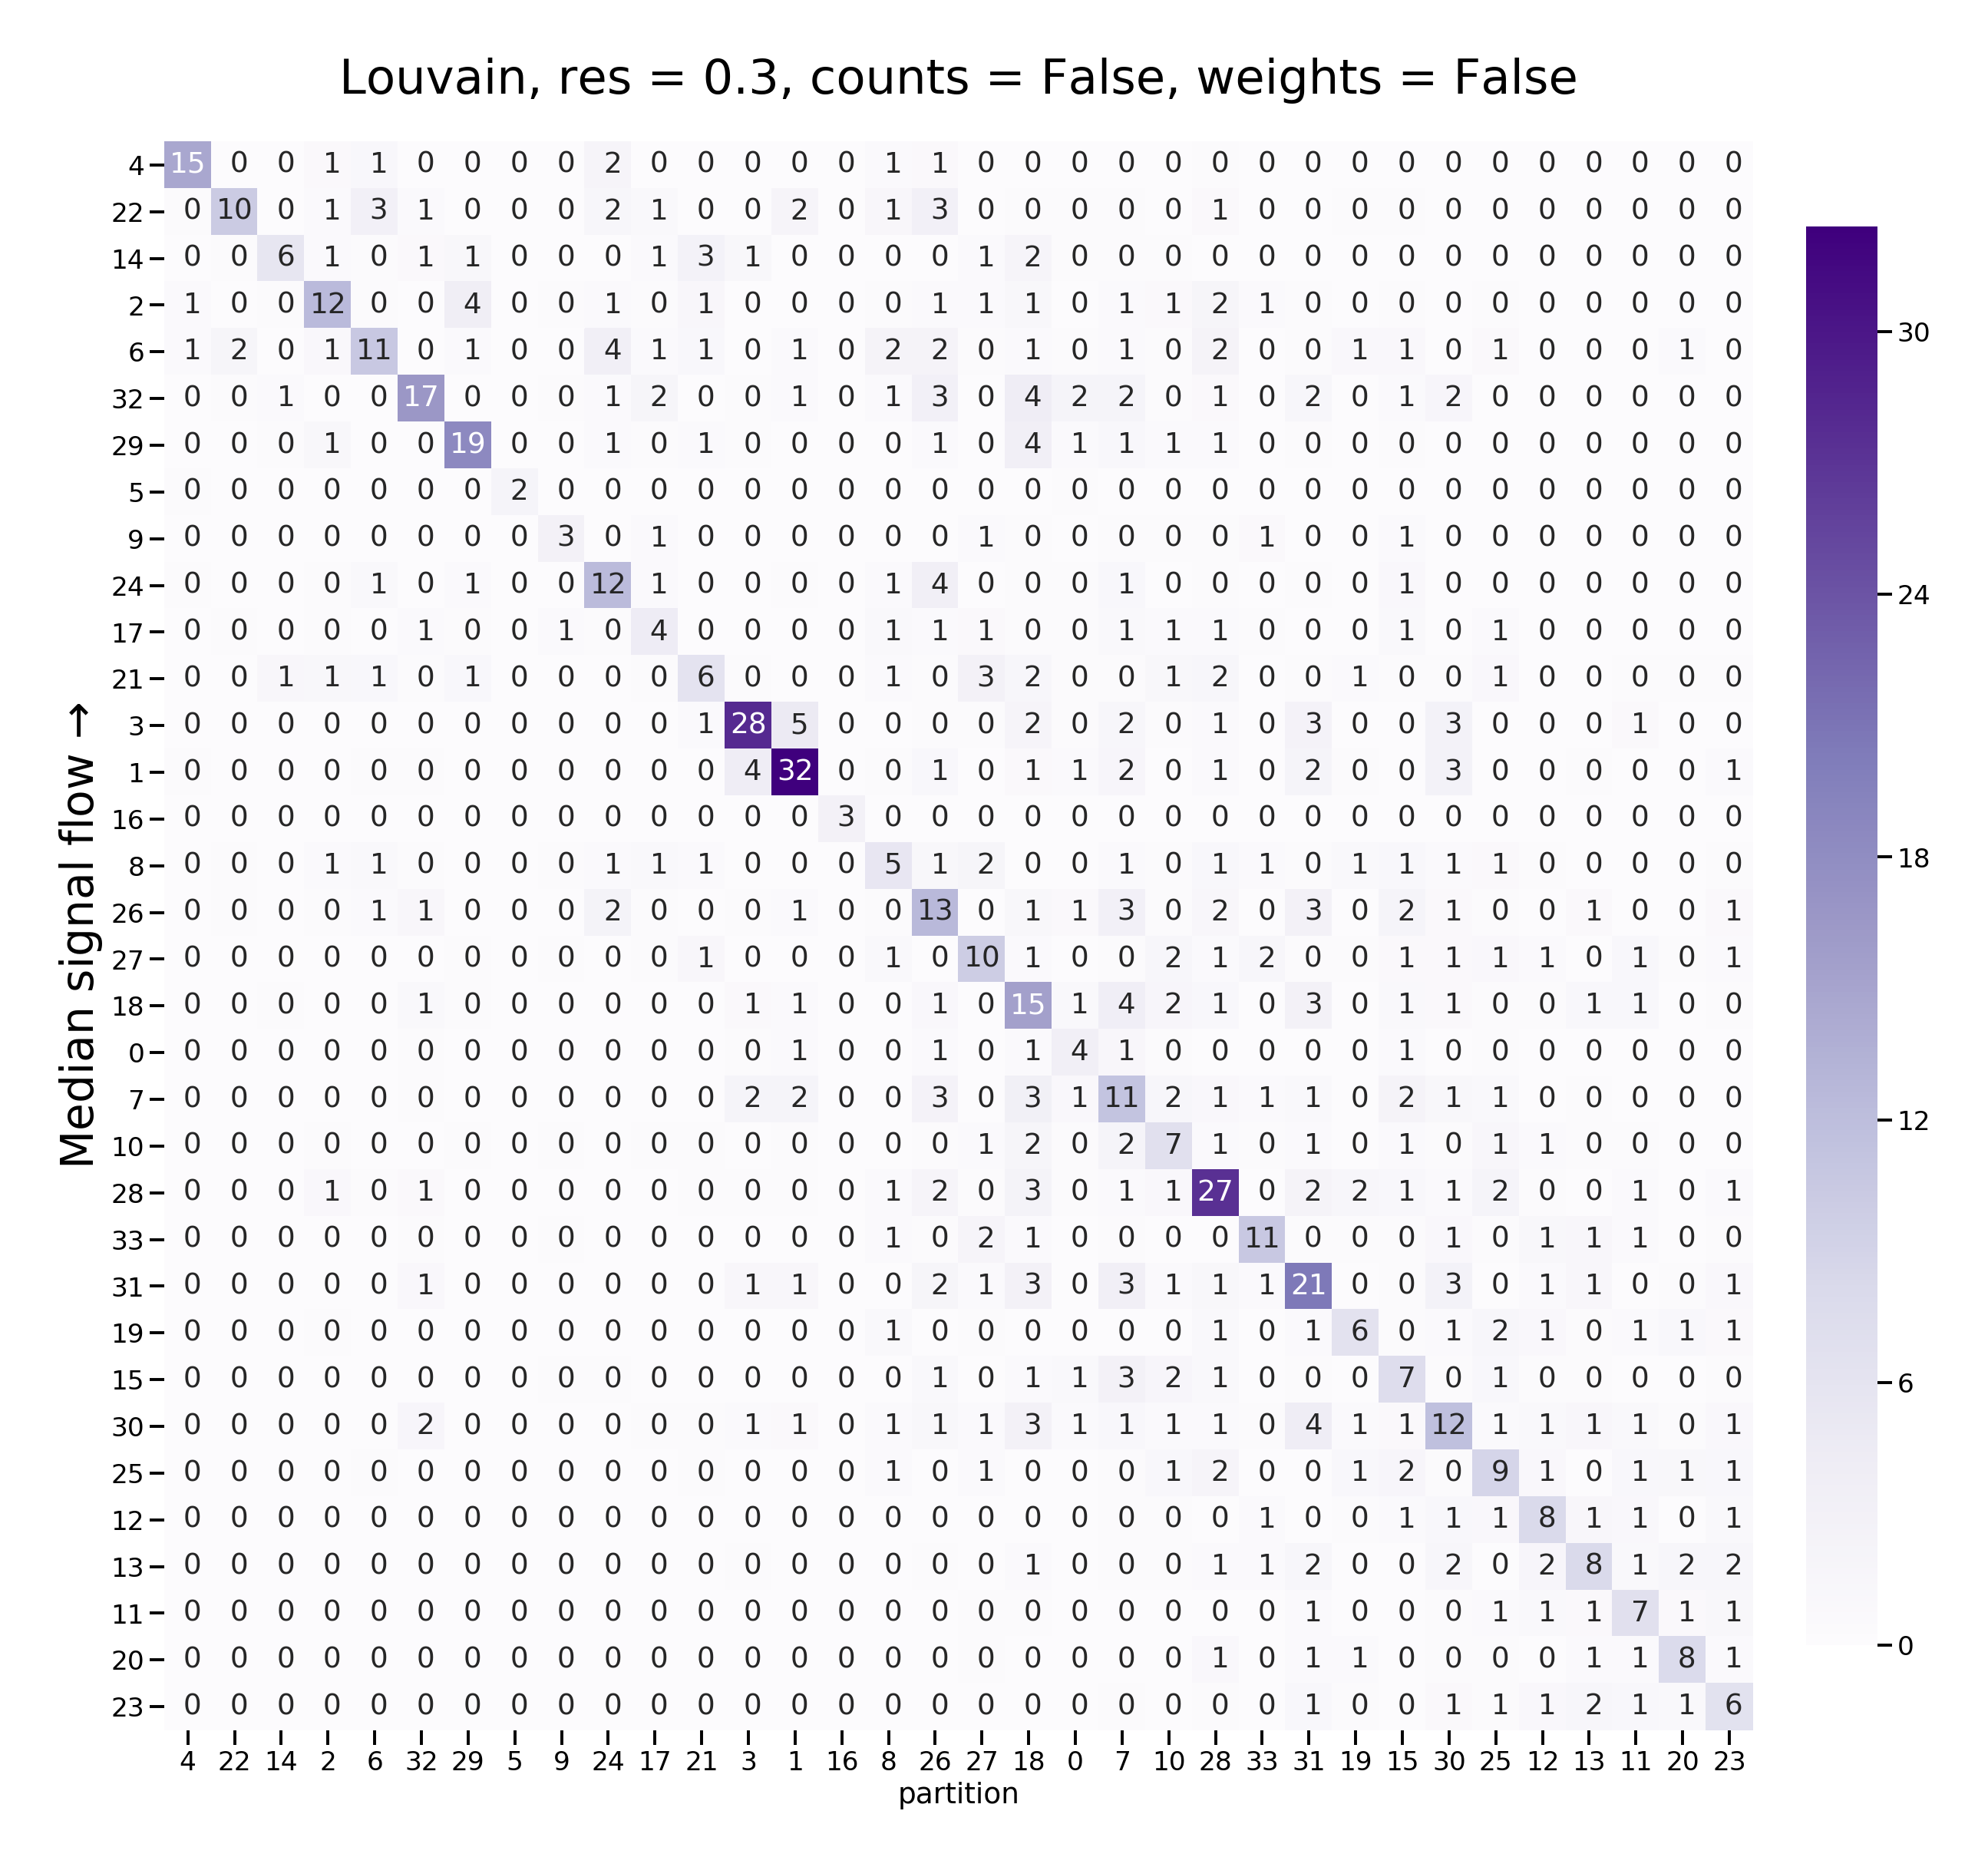 Louvain, res = 0.3, counts = False, weights = False
4 15 0 0 1 1 0 0 0 0 2 0 0 0 0 0 1 1 0 0 0 0 0 0 0 0 0 0 0 0 0 0 0 0 0
22 0 10 0 1 3 1 0 0 0 2 1 0 0 2 0 1 3 0 0 0 0 0 1 0 0 0 0 0 0 0 0 0 0 0
14 0 0 6 1 0 1 1 0 0 0 1 3 1 0 0 0 0 1 2 0 0 0 0 0 0 0 0 0 0 0 0 0 0 0
2 1 0 0 12 0 0 4 0 0 1 0 1 0 0 0 0 1 1 1 0 1 1 2 1 0 0 0 0 0 0 0 0 0 0
6 1 2 0 1 11 0 1 0 0 4 1 1 0 1 0 2 2 0 1 0 1 0 2 0 0 1 1 0 1 0 0 0 1 0
32 0 0 1 0 0 17 0 0 0 1 2 0 0 1 0 1 3 0 4 2 2 0 1 0 2 0 1 2 0 0 0 0 0 0
29 0 0 0 1 0 0 19 0 0 1 0 1 0 0 0 0 1 0 4 1 1 1 1 0 0 0 0 0 0 0 0 0 0 0
5 0 0 0 0 0 0 0 2 0 0 0 0 0 0 0 0 0 0 0 0 0 0 0 0 0 0 0 0 0 0 0 0 0 0
9 0 0 0 0 0 0 0 0 3 0 1 0 0 0 0 0 0 1 0 0 0 0 0 1 0 0 1 0 0 0 0 0 0 0
24 0 0 0 0 1 0 1 0 0 12 1 0 0 0 0 1 4 0 0 0 1 0 0 0 0 0 1 0 0 0 0 0 0 0
17 0 0 0 0 0 1 0 0 1 0 4 0 0 0 0 1 1 1 0 0 1 1 1 0 0 0 1 0 1 0 0 0 0 0
21 0 0 1 1 1 0 1 0 0 0 0 6 0 0 0 1 0 3 2 0 0 1 2 0 0 1 0 0 1 0 0 0 0 0
3 0 0 0 0 0 0 0 0 0 0 0 1 28 5 0 0 0 0 2 0 2 0 1 0 3 0 0 3 0 0 0 1 0 0
1 0 0 0 0 0 0 0 0 0 0 0 0 4 32 0 0 1 0 1 1 2 0 1 0 2 0 0 3 0 0 0 0 0 1
16 0 0 0 0 0 0 0 0 0 0 0 0 0 0 3 0 0 0 0 0 0 0 0 0 0 0 0 0 0 0 0 0 0 0
8 0 0 0 1 1 0 0 0 0 1 1 1 0 0 0 5 1 2 0 0 1 0 1 1 0 1 1 1 1 0 0 0 0 0
26 0 0 0 0 1 1 0 0 0 2 0 0 0 1 0 0 13 0 1 1 3 0 2 0 3 0 2 1 0 0 1 0 0 1
27 0 0 0 0 0 0 0 0 0 0 0 1 0 0 0 1 0 10 1 0 0 2 1 2 0 0 1 1 1 1 0 1 0 1
18 0 0 0 0 0 1 0 0 0 0 0 0 1 1 0 0 1 0 15 1 4 2 1 0 3 0 1 1 0 0 1 1 0 0
0 0 0 0 0 0 0 0 0 0 0 0 0 0 1 0 0 1 0 1 4 1 0 0 0 0 0 1 0 0 0 0 0 0 0
7 0 0 0 0 0 0 0 0 0 0 0 0 2 2 0 0 3 0 3 1 11 2 1 1 1 0 2 1 1 0 0 0 0 0
10 0 0 0 0 0 0 0 0 0 0 0 0 0 0 0 0 0 1 2 0 2 7 1 0 1 0 1 0 1 1 0 0 0 0
28 0 0 0 1 0 1 0 0 0 0 0 0 0 0 0 1 2 0 3 0 1 1 27 0 2 2 1 1 2 0 0 1 0 1
33 0 0 0 0 0 0 0 0 0 0 0 0 0 0 0 1 0 2 1 0 0 0 0 11 0 0 0 1 0 1 1 1 0 0
31 0 0 0 0 0 1 0 0 0 0 0 0 1 1 0 0 2 1 3 0 3 1 1 1 21 0 0 3 0 1 1 0 0 1
19 0 0 0 0 0 0 0 0 0 0 0 0 0 0 0 1 0 0 0 0 0 0 1 0 1 6 0 1 2 1 0 1 1 1
15 0 0 0 0 0 0 0 0 0 0 0 0 0 0 0 0 1 0 1 1 3 2 1 0 0 0 7 0 1 0 0 0 0 0
30 0 0 0 0 0 2 0 0 0 0 0 0 1 1 0 1 1 1 3 1 1 1 1 0 4 1 1 12 1 1 1 1 0 1
25 0 0 0 0 0 0 0 0 0 0 0 0 0 0 0 1 0 1 0 0 0 1 2 0 0 1 2 0 9 1 0 1 1 1
12 0 0 0 0 0 0 0 0 0 0 0 0 0 0 0 0 0 0 0 0 0 0 0 1 0 0 1 1 1 8 1 1 0 1
13 0 0 0 0 0 0 0 0 0 0 0 0 0 0 0 0 0 0 1 0 0 0 1 1 2 0 0 2 0 2 8 1 2 2
11 0 0 0 0 0 0 0 0 0 0 0 0 0 0 0 0 0 0 0 0 0 0 0 0 1 0 0 0 1 1 1 7 1 1
20 0 0 0 0 0 0 0 0 0 0 0 0 0 0 0 0 0 0 0 0 0 0 1 0 1 1 0 0 0 0 1 1 8 1
23 0 0 0 0 0 0 0 0 0 0 0 0 0 0 0 0 0 0 0 0 0 0 0 0 1 0 0 1 1 1 2 1 1 6
4 22 14 2 6 32 29 5 9 24 17 21 3 1 16 8 26 27 18 0 7 10 28 33 31 19 15 30 25 12 13 11 20 23
partition
Median signal flow →
30
24
18
12
6
0